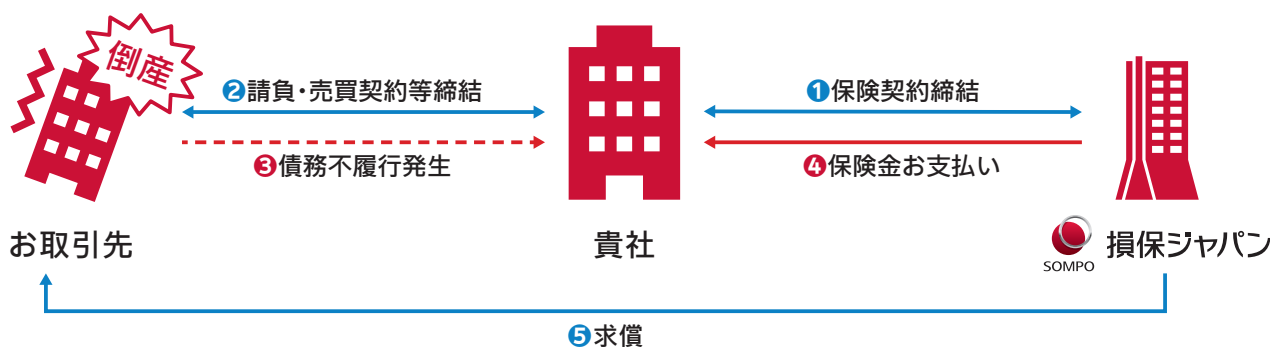 倒産
❷請負・売買契約等締結
❶保険契約締結
❸債務不履行発生
❹保険金お支払い
お取引先
貴社
SOMPO
損保ジャパン
❺求償